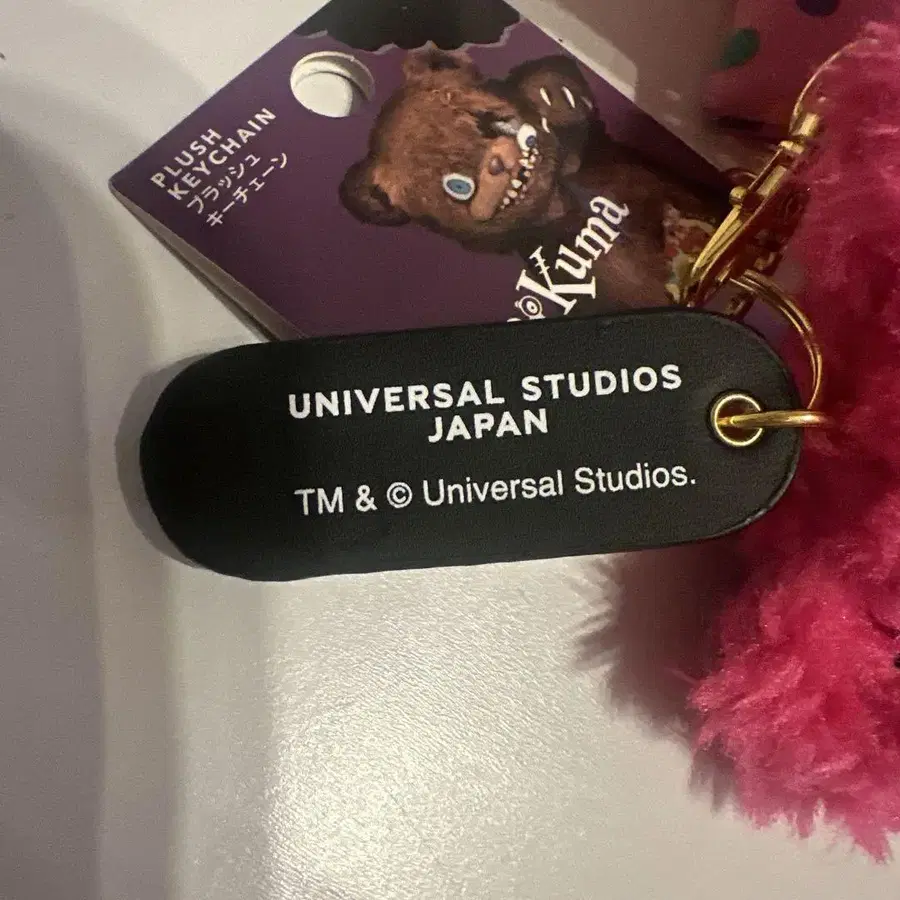 PLUSH
KEYCHAIN
プラッシュ
キーチェーン
Kuma
UNIVERSAL STUDIOS
JAPAN
TM & © Universal Studios.